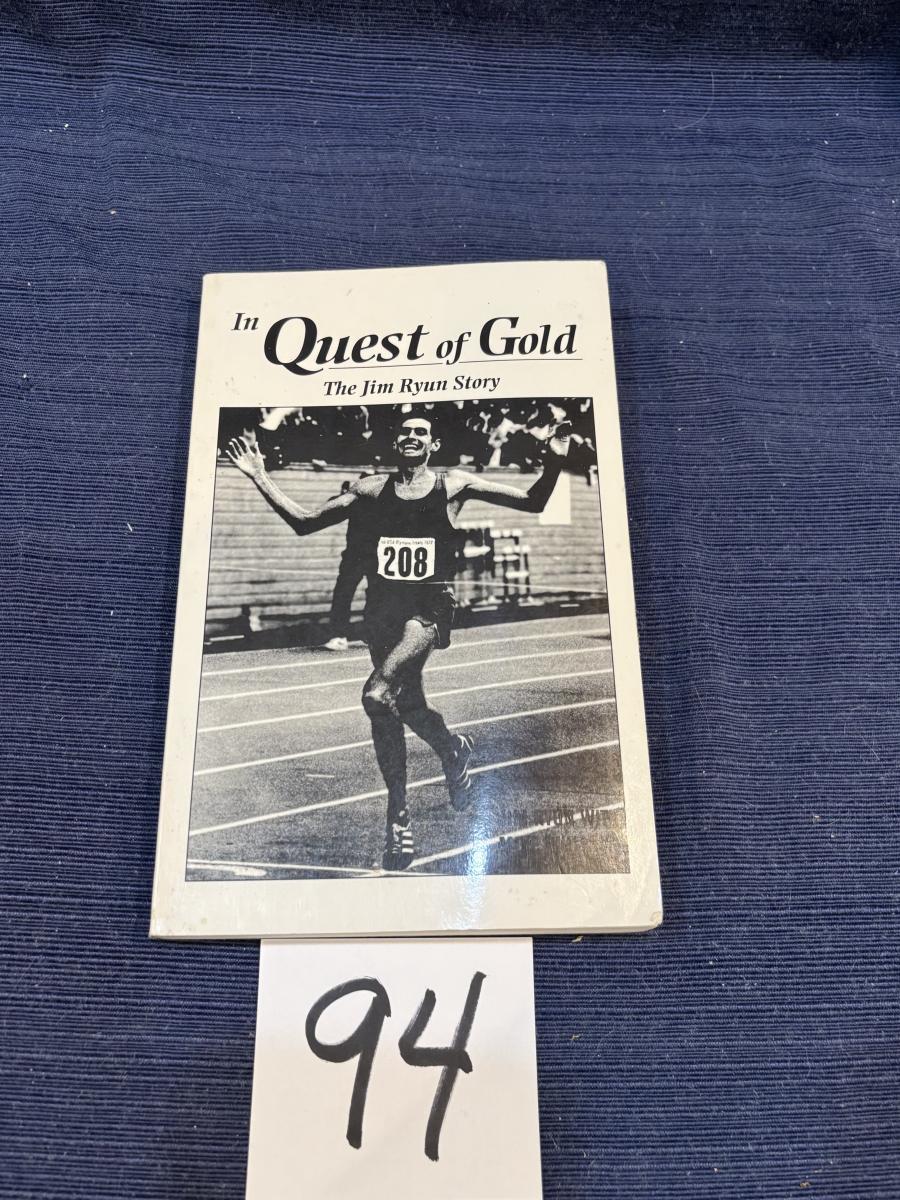 In Quest of Gold
The Jim Ryun Story
208
94